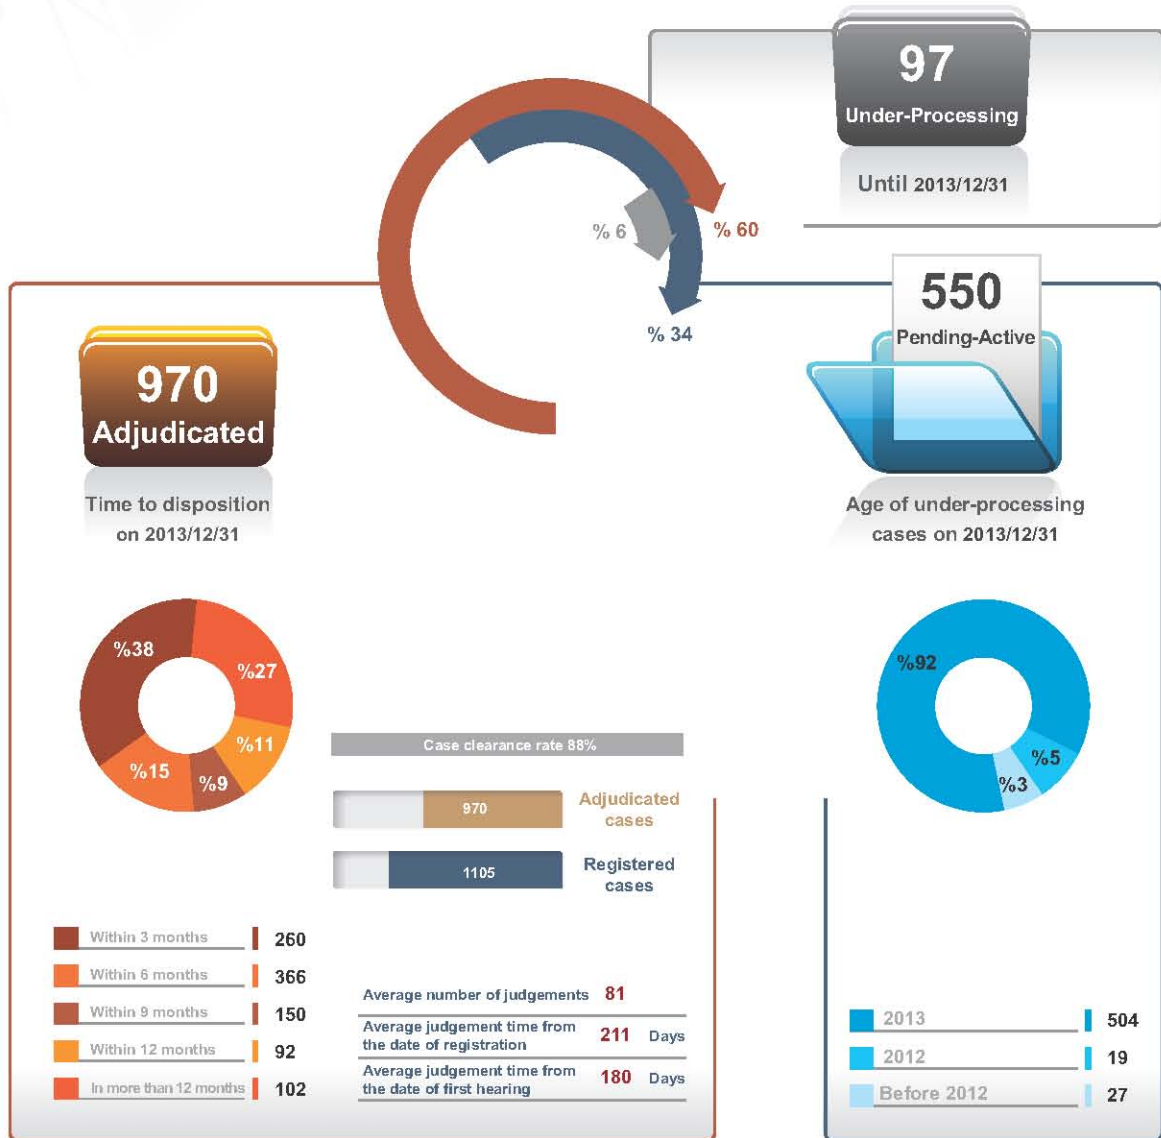 97
Under-Processing
Until 2013/12/31
% 6
% 60
% 34
970
Adjudicated
Time to disposition
on 2013/12/31
550
Pending-Active
Age of under-processing
cases on 2013/12/31
%38
%27
%11
%9
%15
Case clearance rate 88%
970
Adjudicated
cases
1105
Registered
cases
Within 3 months 260
Within 6 months 366
Within 9 months 150
Within 12 months 92
In more than 12 months 102
Average number of judgements 81
Average judgement time from
the date of registration 211 Days
Average judgement time from
the date of first hearing 180 Days
%92
%5
%3
2013 504
2012 19
Before 2012 27